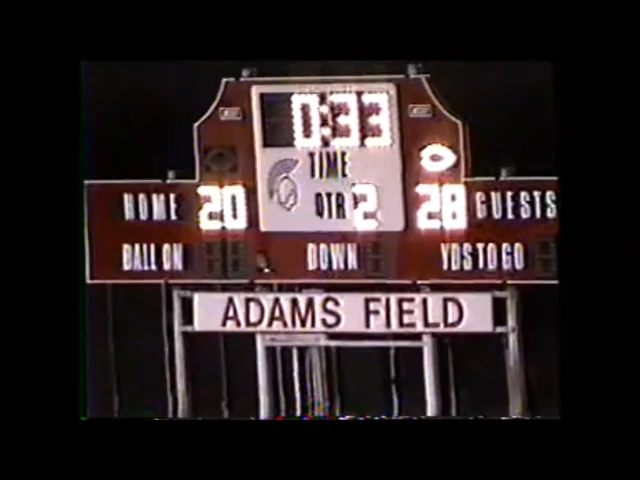 0:33
TIME
HOME 20 QTR 2 28 GUESTS
BALL ON DOWN YDS TO GO
ADAMS FIELD